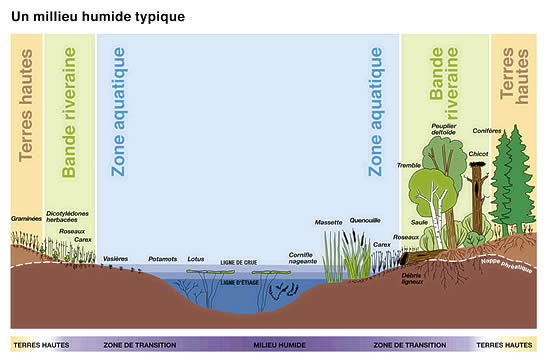 Un millieu humide typique
Terres hautes
Bande riveraine
Zone aquatique
Zone aquatique
Bande riveraine
Terres hautes
Peuplier
deltoïde
Conifères
Chicot
Tremble
Graminées
Dicotylédones
herbacées
Roseaux
Carex
Vasières
Potamots
Lotus
LIGNE DE CRUE
LIGNE D'ÉTIAGE
Cornifle
nageante
Massette
Quenouille
Carex
Roseaux
Saule
Débris
ligneux
Nappe phréatique
TERRES HAUTES
ZONE DE TRANSITION
MILIEU HUMIDE
ZONE DE TRANSITION
TERRES HAUTES